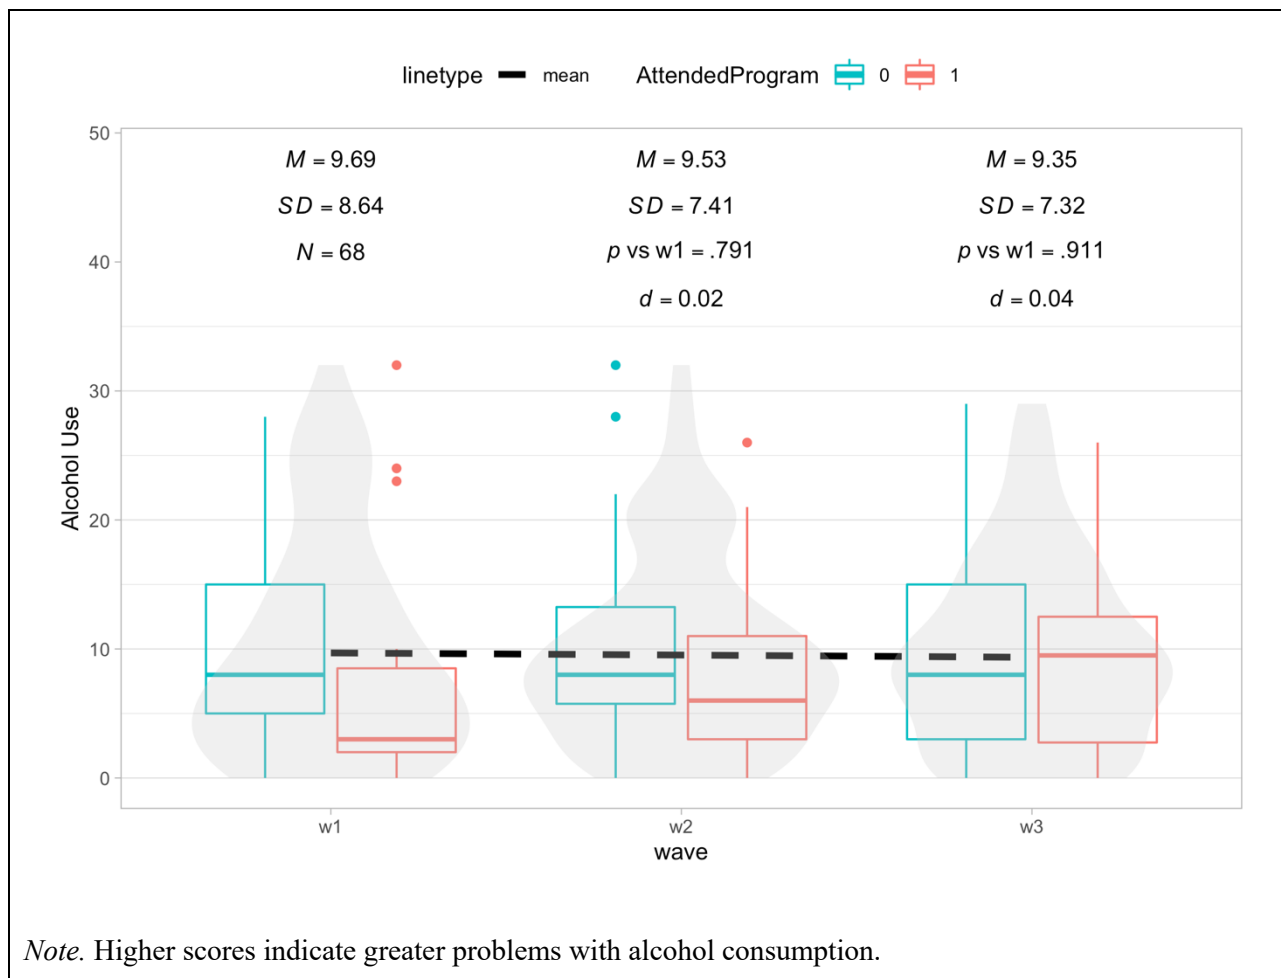 linetype mean AttendedProgram 0 1
50
M = 9.69 M = 9.53 M = 9.35
SD = 8.64 SD = 7.41 SD = 7.32
N = 68 p vs w1 = .791 p vs w1 = .911
40
d = 0.02 d = 0.04
30
Alcohol Use
20
10
0
w1 w2 w3
wave
Note. Higher scores indicate greater problems with alcohol consumption.